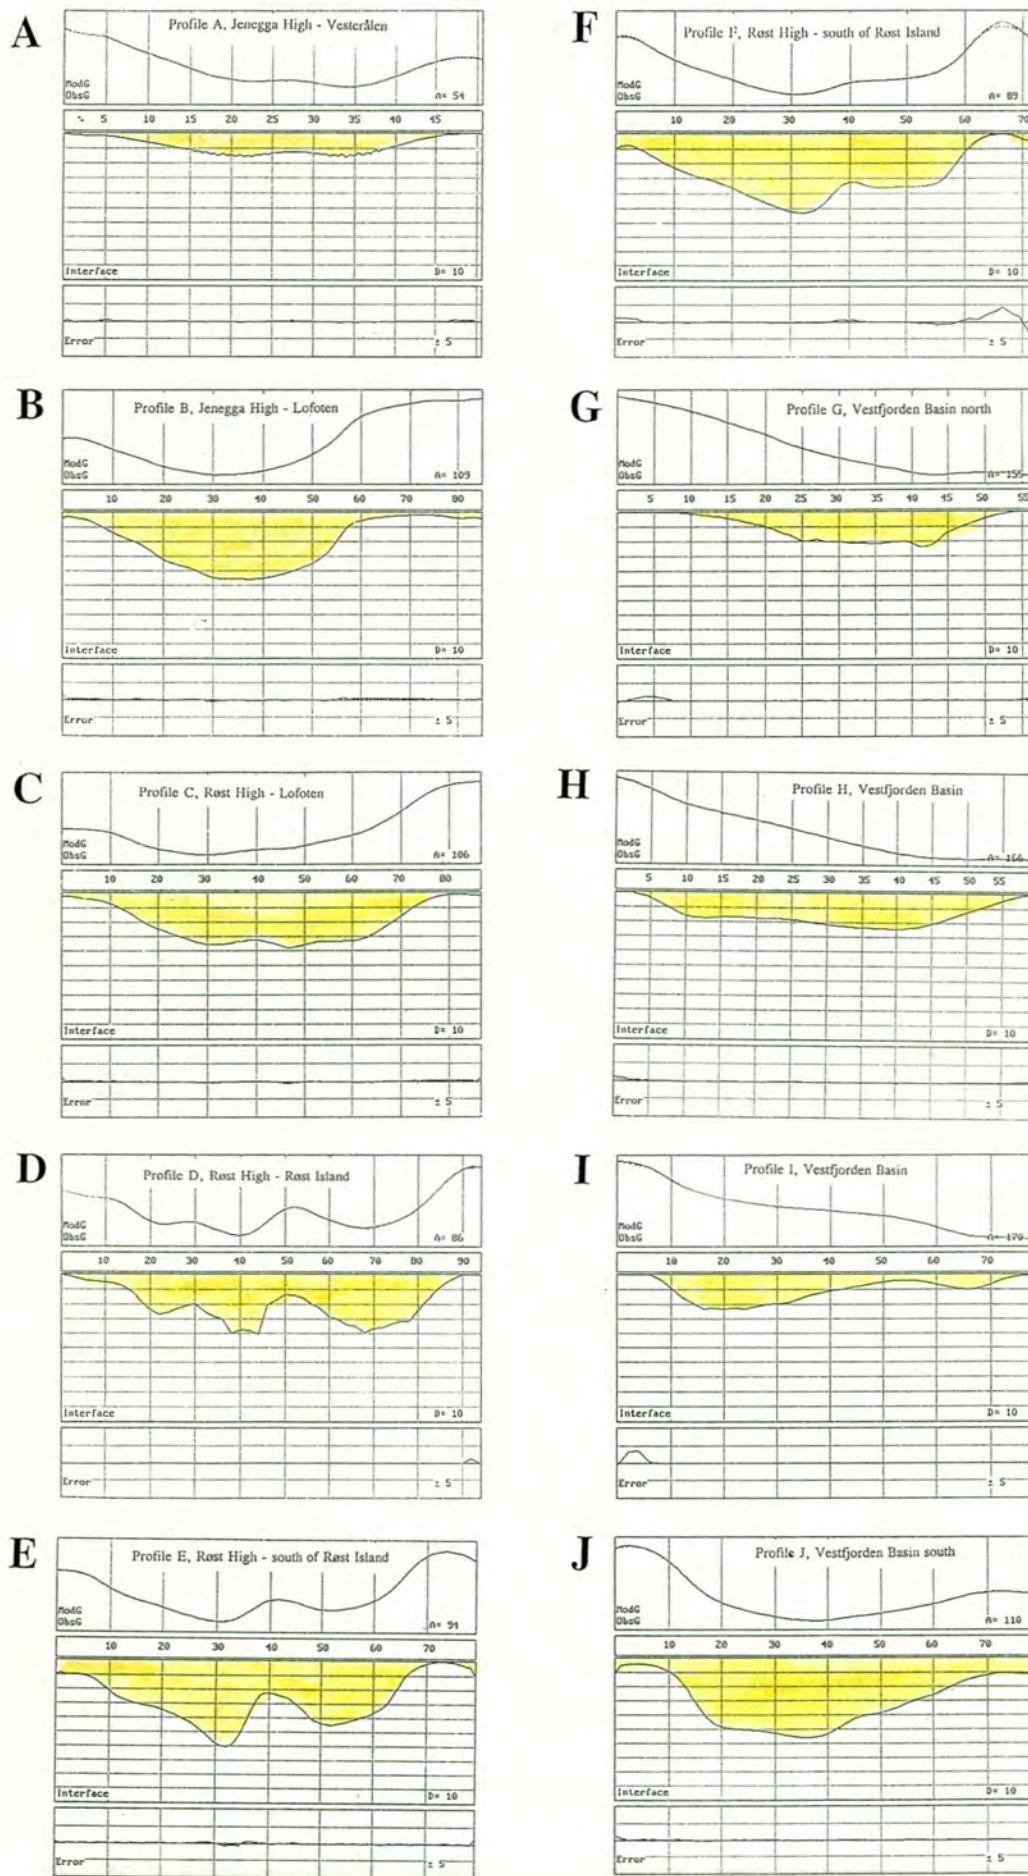 A
Profile A, Jenegga High - Vesterålen
ModG
ObsG
A= 54
5 10 15 20 25 30 35 40 45
Interface
D= 10
Error
± 5
B
Profile B, Jenegga High - Lofoten
ModG
ObsG
A= 109
10 20 30 40 50 60 70 80
Interface
D= 10
Error
± 5
C
Profile C, Røst High - Lofoten
ModG
ObsG
A= 106
10 20 30 40 50 60 70 80
Interface
D= 10
Error
± 5
D
Profile D, Røst High - Røst Island
ModG
ObsG
A= 86
10 20 30 40 50 60 70 80 90
Interface
D= 10
Error
± 5
E
Profile E, Røst High - south of Røst Island
ModG
ObsG
A= 91
10 20 30 40 50 60 70
Interface
D= 10
Error
± 5
F
Profile F, Røst High - south of Røst Island
ModG
ObsG
A= 89
10 20 30 40 50 60 70
Interface
D= 10
Error
± 5
G
Profile G, Vestfjorden Basin north
ModG
ObsG
A= 155
5 10 15 20 25 30 35 40 45 50 55
Interface
D= 10
Error
± 5
H
Profile H, Vestfjorden Basin
ModG
ObsG
A= 166
5 10 15 20 25 30 35 40 45 50 55
Interface
D= 10
Error
± 5
I
Profile I, Vestfjorden Basin
ModG
ObsG
A= 179
10 20 30 40 50 60 70
Interface
D= 10
Error
± 5
J
Profile J, Vestfjorden Basin south
ModG
ObsG
A= 110
10 20 30 40 50 60 70
Interface
D= 10
Error
± 5